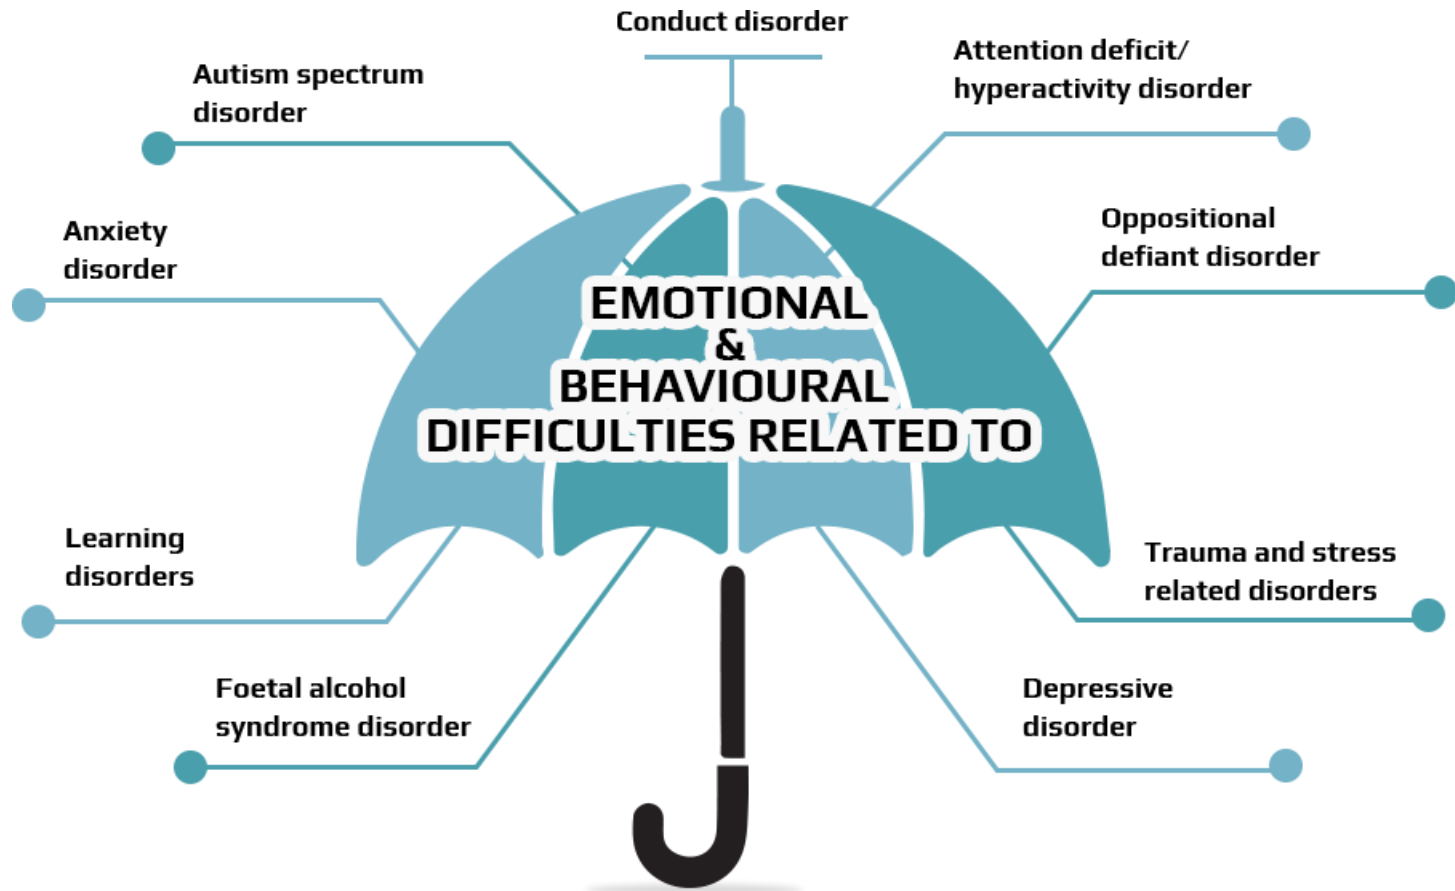 Conduct disorder
Attention deficit/
hyperactivity disorder
Autism spectrum
disorder
Anxiety
disorder
Oppositional
defiant disorder
EMOTIONAL
&
BEHAVIOURAL
DIFFICULTIES RELATED TO
Learning
disorders
Trauma and stress
related disorders
Foetal alcohol
syndrome disorder
Depressive
disorder